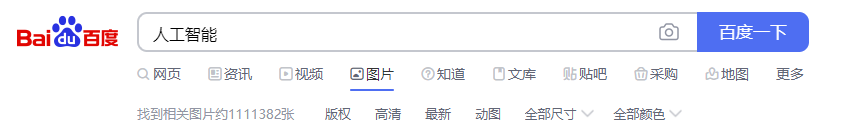 Bai du 百度 人工智能 百度一下
网页 资讯 视频 图片 知道 文库 贴 贴吧 采购 地图 更多
找到相关图片约1111382张 版权 高清 最新 动图 全部尺寸 全部颜色